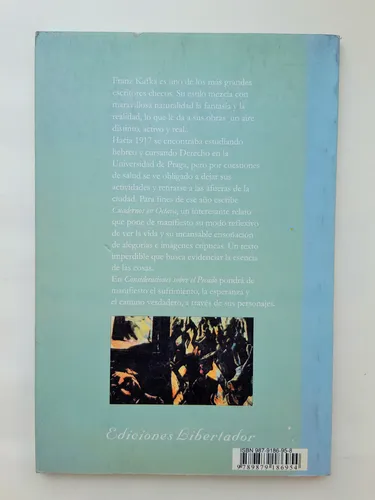 Franz Kafka es uno de los más grandes
escritores checos. Su estilo mezcla con
maravillosa naturalidad la fantasía y la
realidad, lo que le da a sus obras un aire
distinto, activo y real.
Hacia 1917 se encontraba estudiando
hebreo y cursando Derecho en la
Universidad de Praga, pero por cuestiones
de salud se ve obligado a dejar sus
actividades y retirarse a las afueras de la
ciudad. Para fines de ese año escribe
Cuadernos en Octava, un interesante relato
que pone de manifiesto su modo reflexivo
de ver la vida y su incansable
de alegorías e imágenes crípticas. Un texto
imperdible que busca evidenciar la esencia
de las cosas.
En Consideraciones sobre el Pecado pondrá de
manifiesto el sufrimiento, la esperanza y
el camino verdadero, a través de sus personajes.
Ediciones Libertador
ISBN 987-9186-95-8
9789879186954